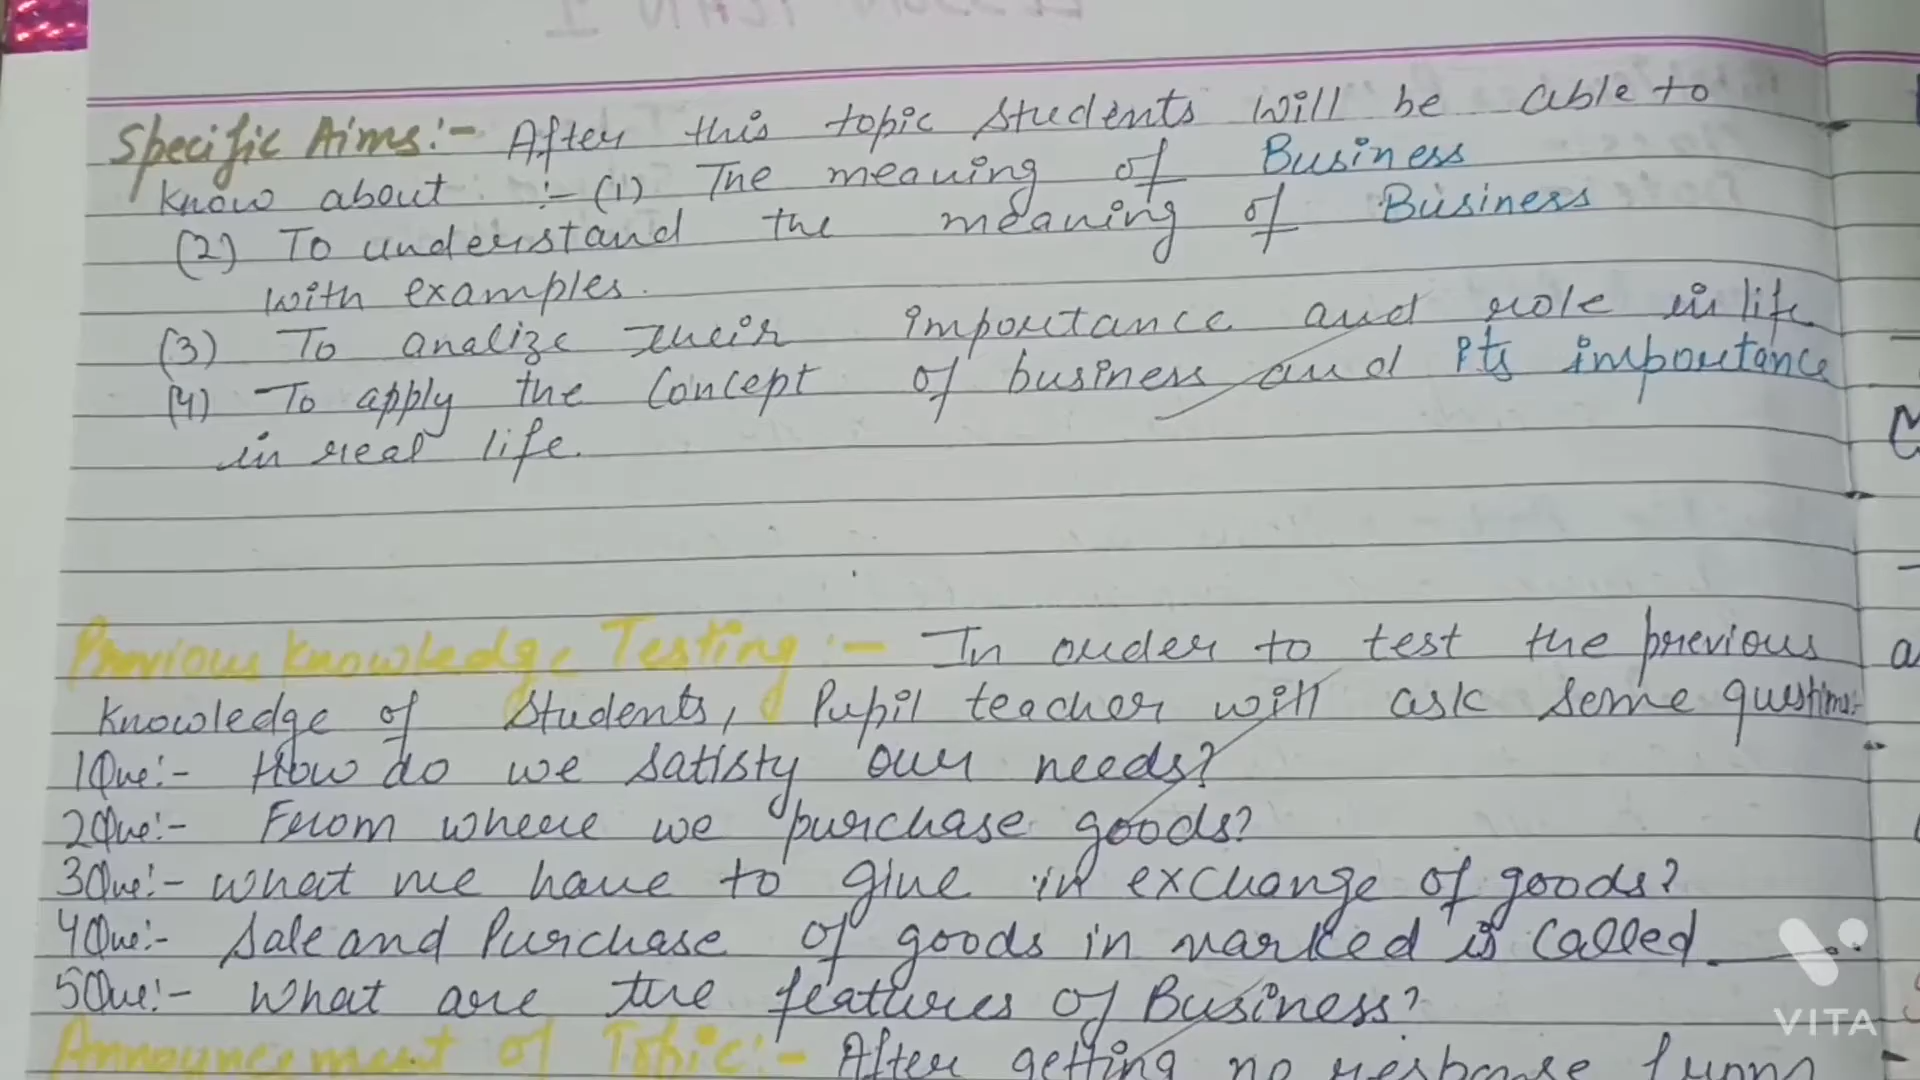 Specific Aims:- After this topic students will be able to
know about :- (1) The meaning of Business
(2) To understand the meaning of Business
with examples.
(3) To analize their importance and role in life
(4) To apply the Concept of business and its importance
in real life.
Previous Knowledge Testing :- In order to test the previous
knowledge of students, Pupil teacher will ask some questions:
1Que:- How do we satisty our needs?
2Que:- From where we purchase goods?
3Que:- What we have to give in exchange of goods?
4Que:- Sale and Purchase of goods in marked is Called
5Que:- What are the features of Business?
Announcement of Topic:- After getting no response from
VITA